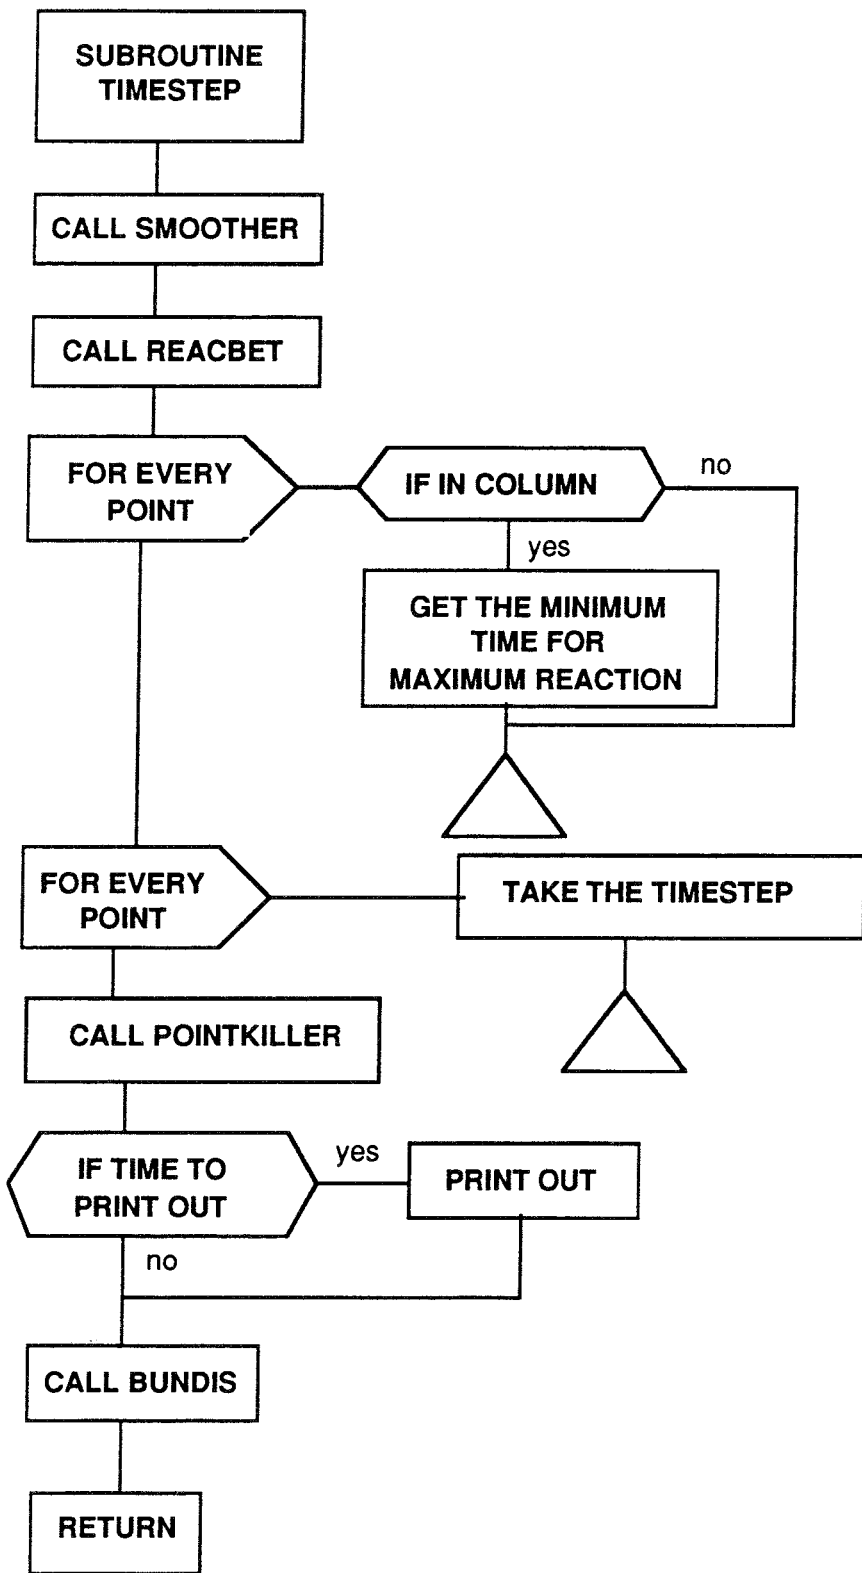 SUBROUTINE
TIMESTEP
CALL SMOOTHER
CALL REACBET
FOR EVERY
POINT
IF IN COLUMN
no
yes
GET THE MINIMUM
TIME FOR
MAXIMUM REACTION
FOR EVERY
POINT
TAKE THE TIMESTEP
CALL POINTKILLER
IF TIME TO
PRINT OUT
yes
PRINT OUT
no
CALL BUNDIS
RETURN